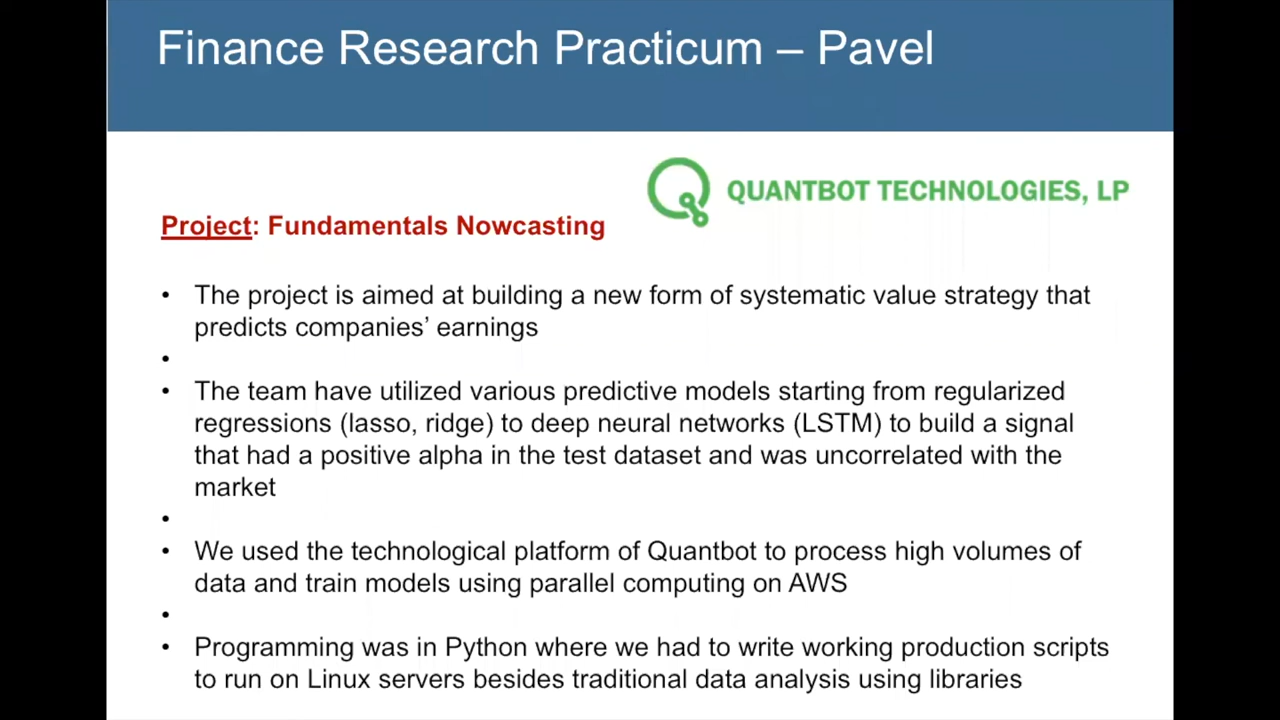 Finance Research Practicum – Pavel
QUANTBOT TECHNOLOGIES, LP
Project: Fundamentals Nowcasting
• The project is aimed at building a new form of systematic value strategy that
predicts companies’ earnings
•
• The team have utilized various predictive models starting from regularized
regressions (lasso, ridge) to deep neural networks (LSTM) to build a signal
that had a positive alpha in the test dataset and was uncorrelated with the
market
•
• We used the technological platform of Quantbot to process high volumes of
data and train models using parallel computing on AWS
•
• Programming was in Python where we had to write working production scripts
to run on Linux servers besides traditional data analysis using libraries